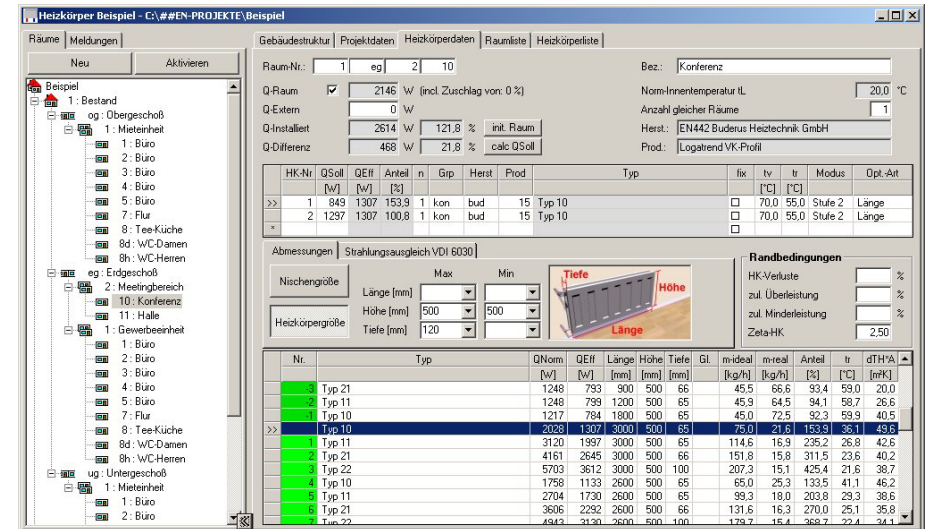 Heizkörper Beispiel - C:\##EN-PROJEKTE\Beispiel
Räume Meldungen
Neu Aktivieren
Beispiel
1 : Bestand
og : Obergeschoß
1 : Mieteinheit
1 : Büro
2 : Büro
3 : Büro
4 : Büro
5 : Büro
7 : Flur
8 : Tee-Küche
8d : WC-Damen
8h : WC-Herren
eg : Erdgeschoß
2 : Meetingbereich
10 : Konferenz
11 : Halle
1 : Gewerbeeinheit
1 : Büro
2 : Büro
3 : Büro
4 : Büro
5 : Büro
7 : Flur
8 : Tee-Küche
8d : WC-Damen
8h : WC-Herren
ug : Untergeschoß
1 : Mieteinheit
1 : Büro
2 : Büro
Gebäudestruktur Projektdaten Heizkörperdaten Raumliste Heizkörperliste
Raum-Nr.: 1 eg 2 10 Bez.: Konferenz
Q-Raum 2146 W (incl. Zuschlag von: 0 %) Norm-Innentemperatur tL 20,0 °C
Q-Extern 0 W Anzahl gleicher Räume 1
Q-Installiert 2614 W 121,8 % init. Raum Herst.: EN442 Buderus Heiztechnik GmbH
Q-Differenz 468 W 21,8 % calc QSoll Prod.: Logatrend VK-Profil
HK-Nr QSoll QEff Anteil n Grp Herst Prod Typ fix tv tr Modus Opt.-Art
[W] [W] [%] [°C] [°C]
>> 1 849 1307 153,9 1 kon bud 15 Typ 10 70,0 55,0 Stufe 2 Länge
2 1297 1307 100,8 1 kon bud 15 Typ 10 70,0 55,0 Stufe 2 Länge
*
Abmessungen Strahlungsausgleich VDI 6030
Nischengröße
Heizkörpergröße
Max Min
Länge [mm]
Höhe [mm] 500 500
Tiefe [mm] 120
Tiefe
Höhe
Länge
Randbedingungen
HK-Verluste %
zul. Überleistung %
zul. Minderleistung %
Zeta-HK 2,50
Nr. Typ QNorm QEff Länge Höhe Tiefe Gl. m-ideal m-real Anteil tr dTH*A
[W] [W] [mm] [mm] [mm] [kg/h] [kg/h] [%] [°C] [m²K]
-3 Typ 21 1248 793 900 500 66 45,5 66,6 93,4 59,0 20,0
-2 Typ 11 1248 799 1200 500 65 45,9 64,5 94,1 58,7 26,6
-1 Typ 10 1217 784 1800 500 65 45,0 72,5 92,3 59,9 40,5
>> Typ 10 2028 1307 3000 500 65 75,0 21,6 153,9 36,1 49,6
1 Typ 11 3120 1997 3000 500 65 114,6 16,9 235,2 26,8 42,6
2 Typ 21 4161 2645 3000 500 66 151,8 15,8 311,5 23,6 40,2
3 Typ 22 5703 3612 3000 500 100 207,3 15,1 425,4 21,6 38,7
4 Typ 10 1758 1133 2600 500 65 65,0 25,3 133,5 41,1 46,2
5 Typ 11 2704 1730 2600 500 65 99,3 18,0 203,8 29,3 38,6
6 Typ 21 3606 2292 2600 500 66 131,6 16,3 270,0 25,1 35,8
7 Typ 22 4943 3130 2600 500 100 179,7 15,4 368,7 22,4 34,1